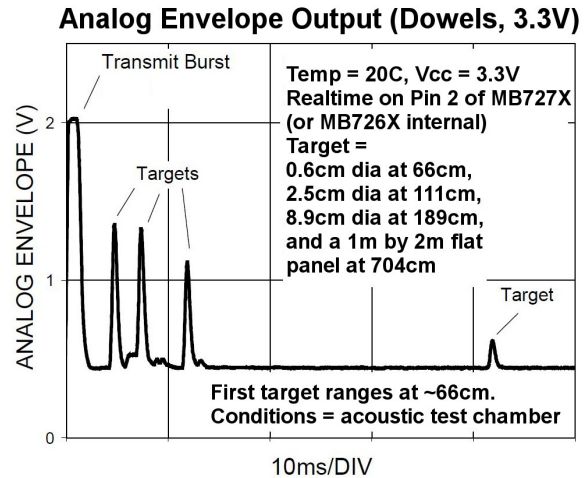 Analog Envelope Output (Dowels, 3.3V)
Transmit Burst
Temp = 20C, Vcc = 3.3V
Realtime on Pin 2 of MB727X
(or MB726X internal)
Target =
0.6cm dia at 66cm,
2.5cm dia at 111cm,
8.9cm dia at 189cm,
and a 1m by 2m flat
panel at 704cm
Targets
Target
ANALOG ENVELOPE (V)
2
1
0
First target ranges at ~66cm.
Conditions = acoustic test chamber
10ms/DIV